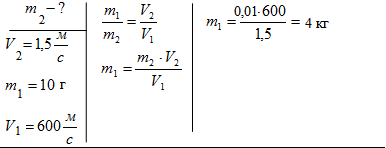 m₂ – ?
V₂ = 1,5 м/с
m₁ = 10 г
V₁ = 600 м/с
m₁/m₂ = V₂/V₁
m₁ = m₂ · V₂/V₁
m₁ = 0,01·600/1,5 = 4 кг